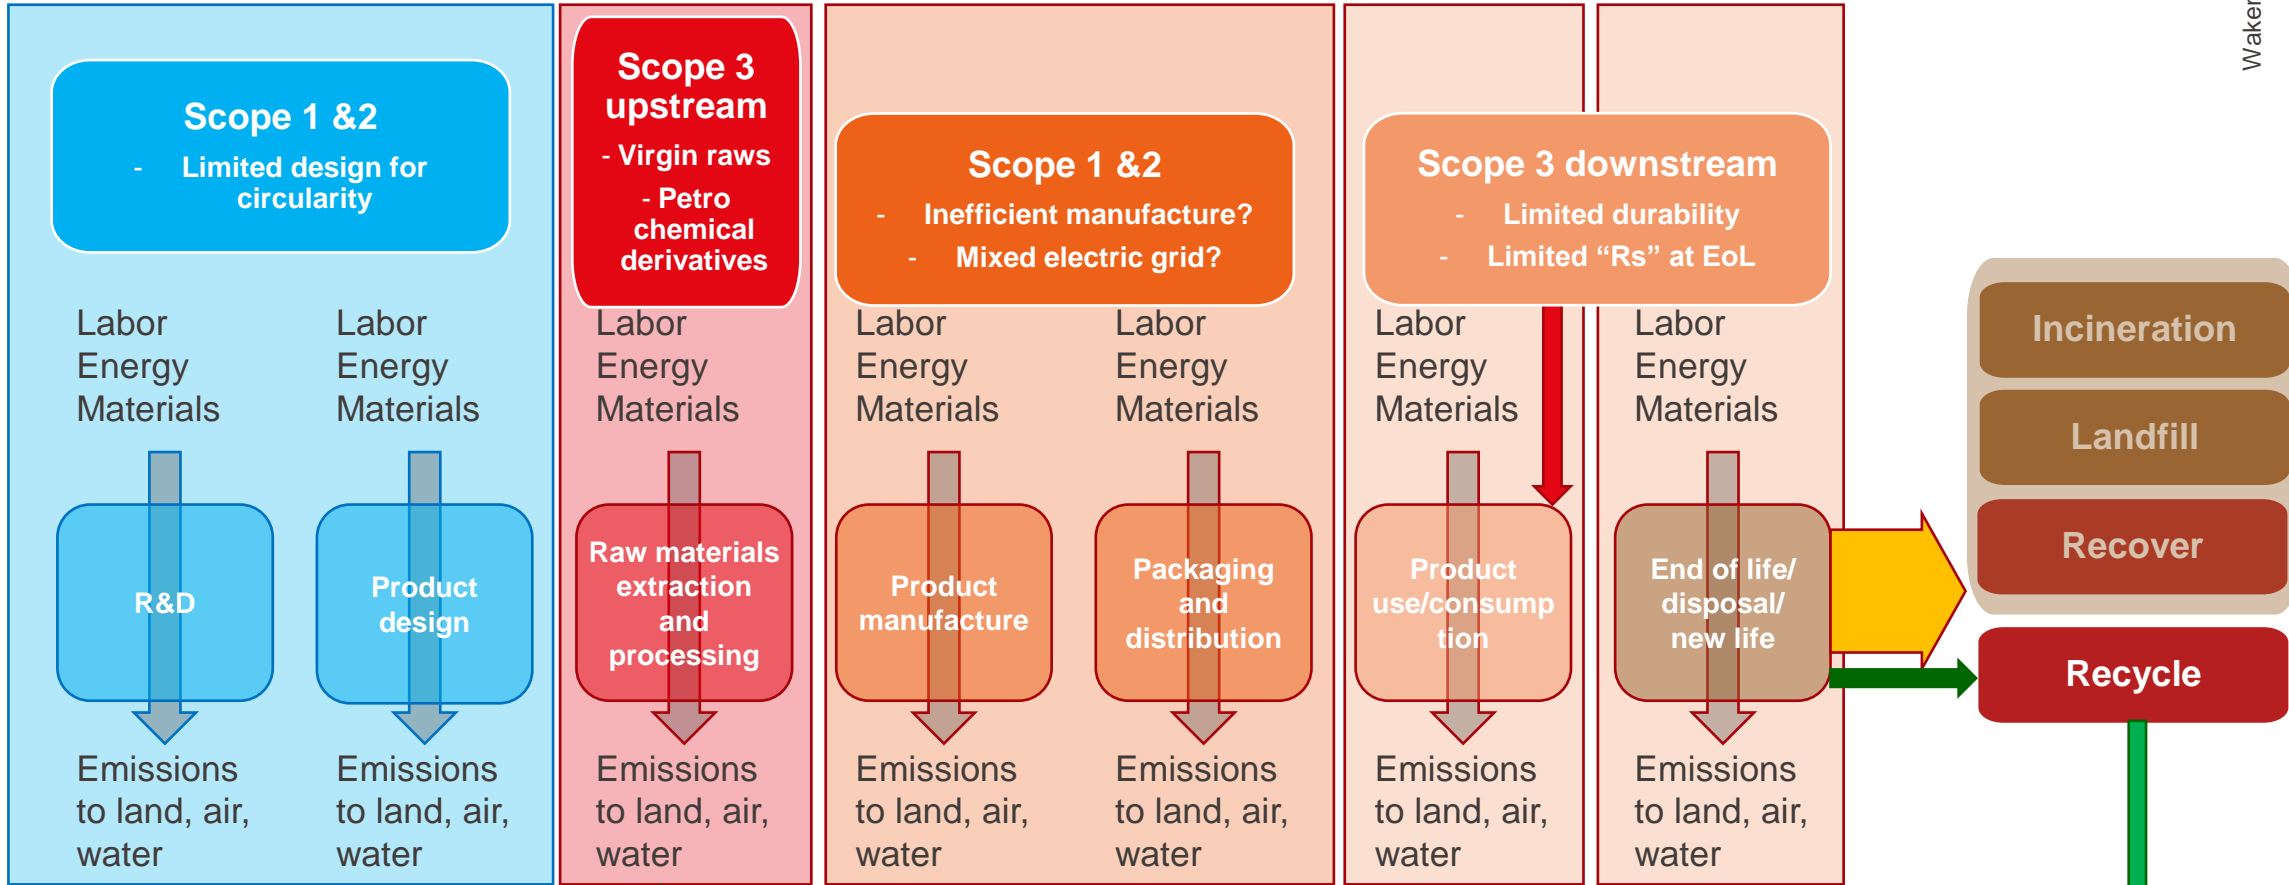 Waker
Scope 1 &2
- Limited design for
circularity
Scope 3
upstream
- Virgin raws
- Petro
chemical
derivatives
Scope 1 &2
- Inefficient manufacture?
- Mixed electric grid?
Scope 3 downstream
- Limited durability
- Limited “Rs” at EoL
Labor
Energy
Materials
Labor
Energy
Materials
Labor
Energy
Materials
Labor
Energy
Materials
Labor
Energy
Materials
Labor
Energy
Materials
Labor
Energy
Materials
R&D
Product
design
Raw materials
extraction
and
processing
Product
manufacture
Packaging
and
distribution
Product
use/consump
tion
End of life/
disposal/
new life
Emissions
to land, air,
water
Emissions
to land, air,
water
Emissions
to land, air,
water
Emissions
to land, air,
water
Emissions
to land, air,
water
Emissions
to land, air,
water
Emissions
to land, air,
water
Incineration
Landfill
Recover
Recycle